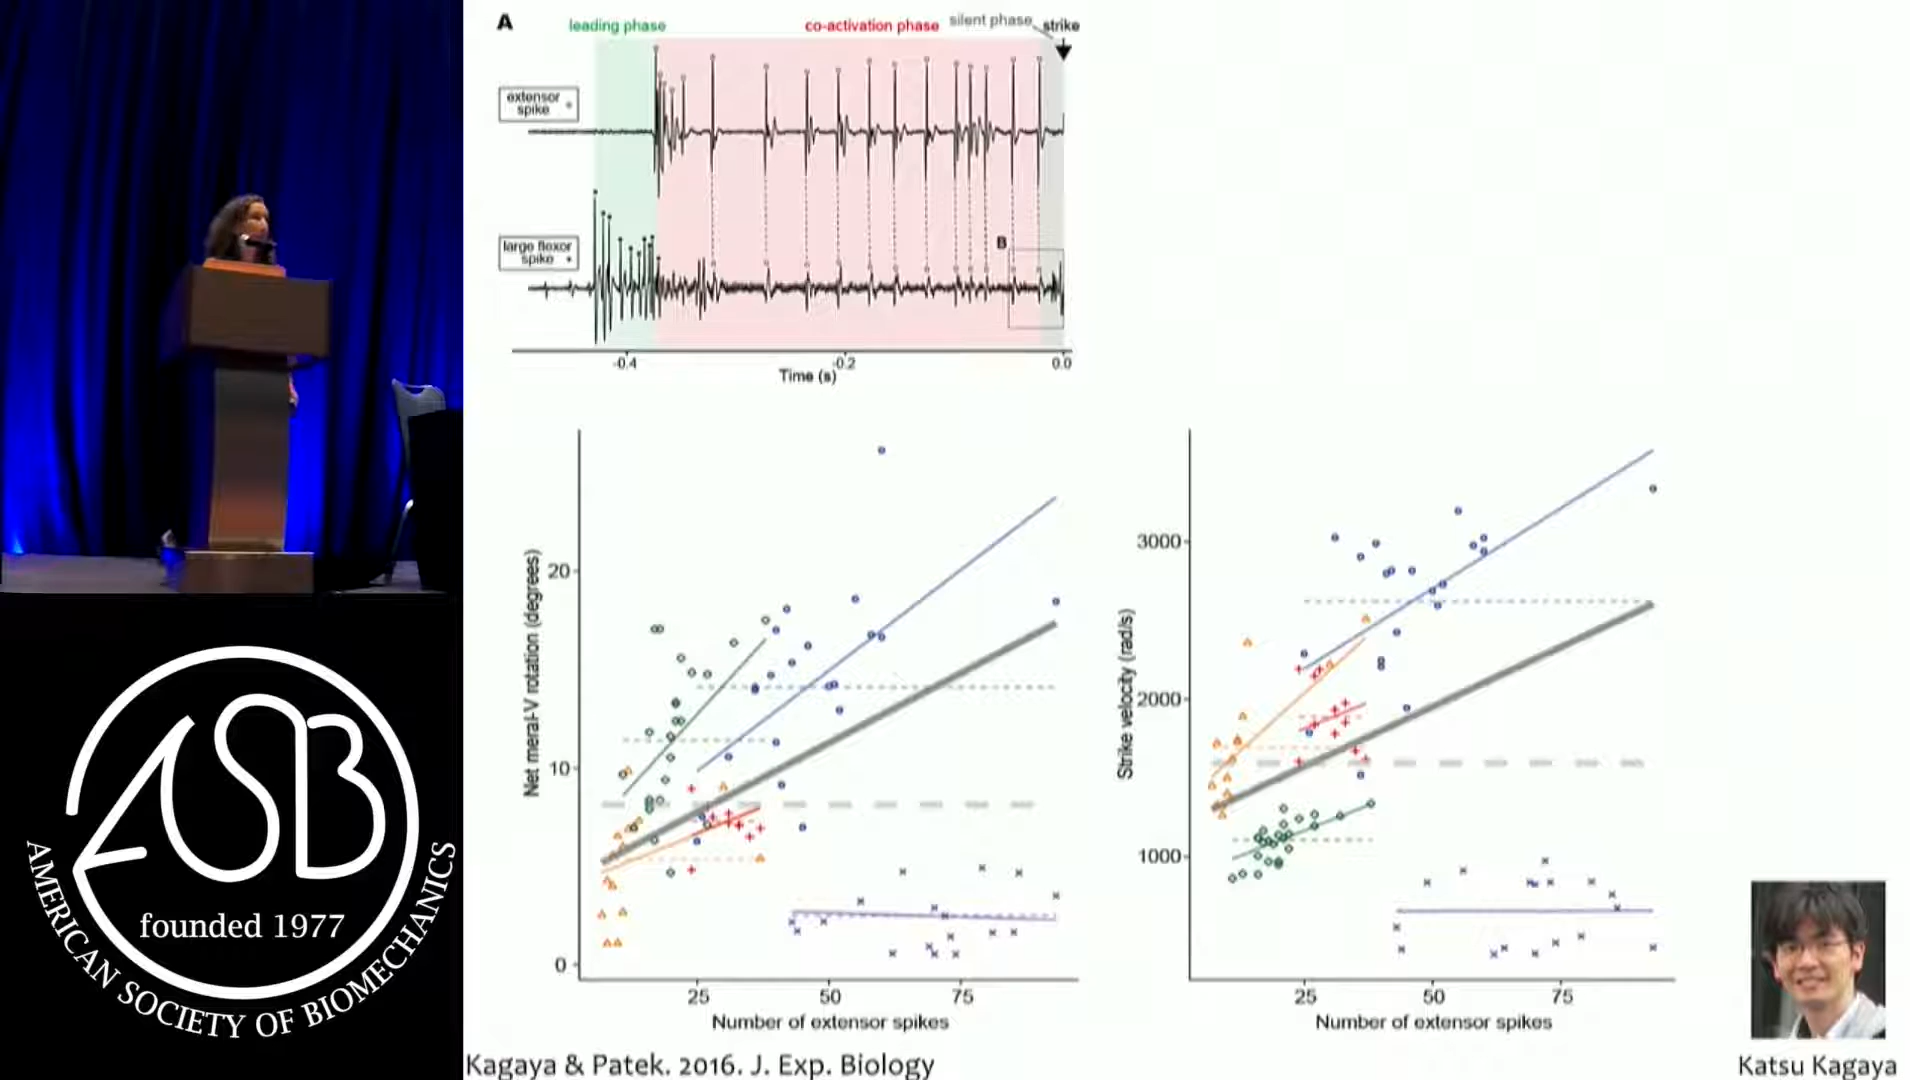 A
leading phase
co-activation phase
silent phase
strike
extensor
spike
large flexor
spike
B
-0.4
-0.2
0.0
Time (s)
Net meral-V rotation (degrees)
20
10
0
25
50
75
Number of extensor spikes
Strike velocity (rad/s)
3000
2000
1000
25
50
75
Number of extensor spikes
ASB
founded 1977
AMERICAN SOCIETY OF BIOMECHANICS
Kagaya & Patek. 2016. J. Exp. Biology
Katsu Kagaya